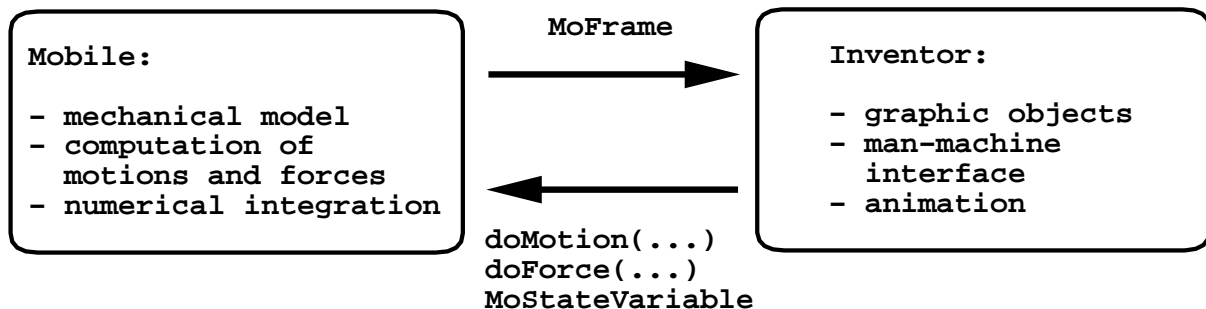 Mobile:
– mechanical model
– computation of
motions and forces
– numerical integration
MoFrame
doMotion(...)
doForce(...)
MoStateVariable
Inventor:
– graphic objects
– man–machine
interface
– animation